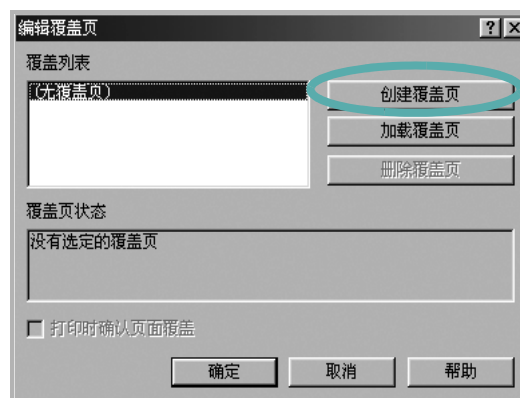 编辑覆盖页
覆盖列表
(无覆盖页)
创建覆盖页
加载覆盖页
删除覆盖页
覆盖页状态
没有选定的覆盖页
打印时确认页面覆盖
确定
取消
帮助